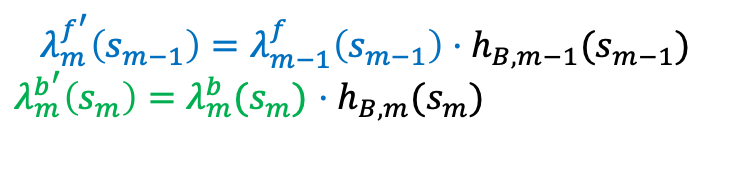 λ_m^{f'}(s_{m−1}) = λ_{m−1}^f(s_{m−1}) · h_{B,m−1}(s_{m−1})
λ_m^{b'}(s_m) = λ_m^b(s_m) · h_{B,m}(s_m)